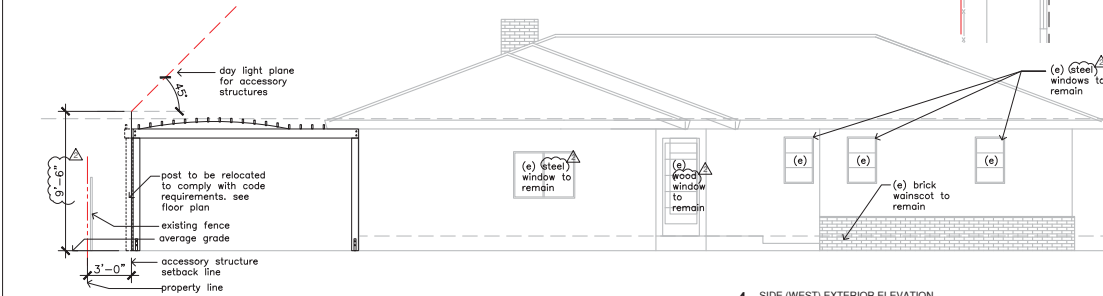 day light plane
for accessory
structures
45°
9'-6"
post to be relocated
to comply with code
requirements. see
floor plan
existing fence
average grade
3'-0"
accessory structure
setback line
property line
(e) steel
window to
remain
(e)
wood
window
to
remain
(e)
(e)
(e)
(e) steel
windows to
remain
(e) brick
wainscot to
remain
SIDE (WEST) EXTERIOR ELEVATION